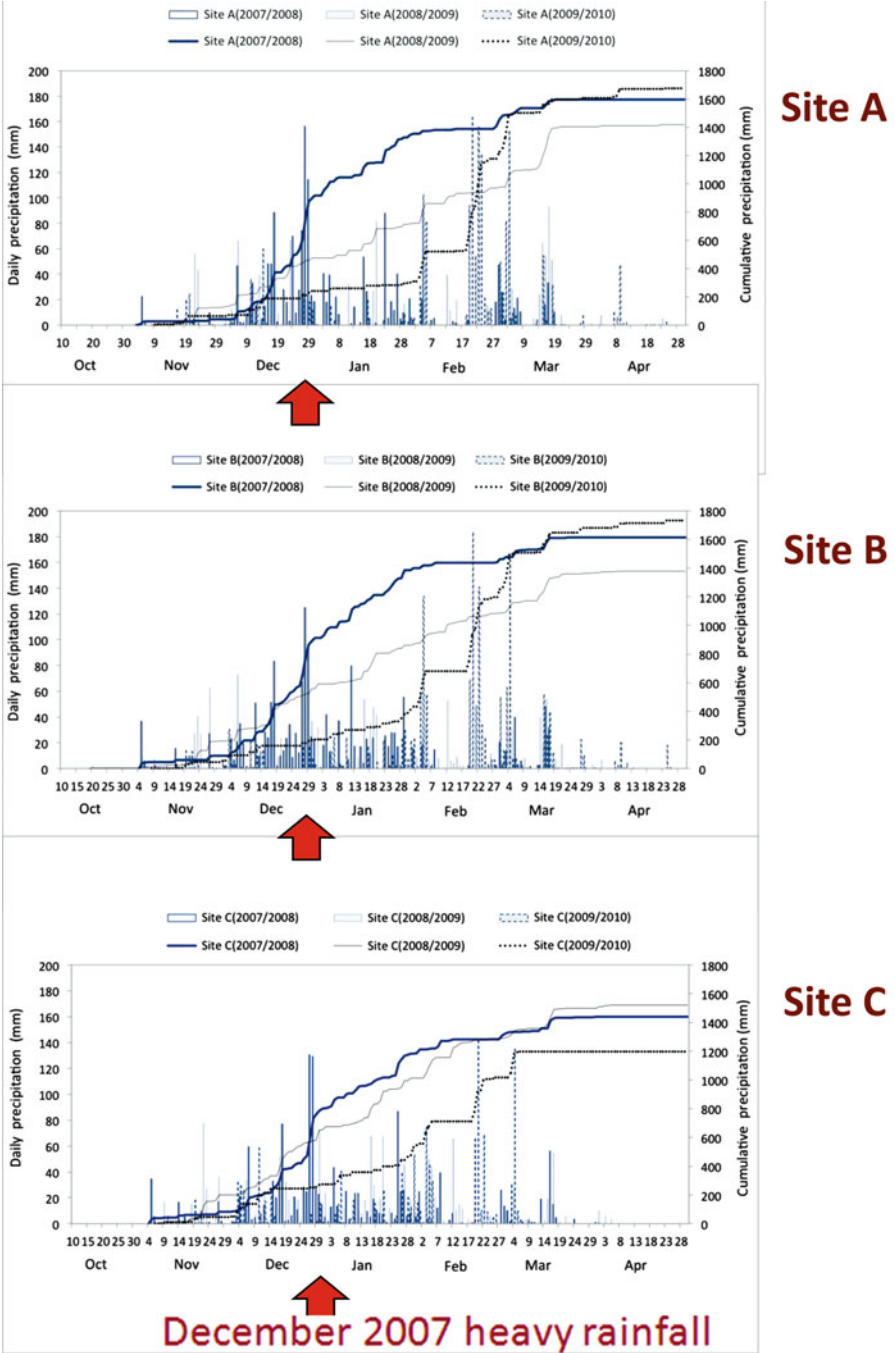 Site A(2007/2008) Site A(2008/2009) Site A(2009/2010)
Site A(2007/2008) Site A(2008/2009) Site A(2009/2010)
Daily precipitation (mm)
200 180 160 140 120 100 80 60 40 20 0
1800 1600 1400 1200 1000 800 600 400 200 0
Cumulative precipitation (mm)
10 20 30 9 19 29 9 19 29 8 18 28 7 17 27 9 19 29 8 18 28
Oct Nov Dec Jan Feb Mar Apr
Site A
Site B(2007/2008) Site B(2008/2009) Site B(2009/2010)
Site B(2007/2008) Site B(2008/2009) Site B(2009/2010)
Daily precipitation (mm)
200 180 160 140 120 100 80 60 40 20 0
1800 1600 1400 1200 1000 800 600 400 200 0
Cumulative precipitation (mm)
10 15 20 25 30 4 9 14 19 24 29 4 9 14 19 24 29 3 8 13 18 23 28 2 7 12 17 22 27 4 9 14 19 24 29 3 8 13 18 23 28
Oct Nov Dec Jan Feb Mar Apr
Site B
Site C(2007/2008) Site C(2008/2009) Site C(2009/2010)
Site C(2007/2008) Site C(2008/2009) Site C(2009/2010)
Daily precipitation (mm)
200 180 160 140 120 100 80 60 40 20 0
1800 1600 1400 1200 1000 800 600 400 200 0
Cumulative precipitation (mm)
10 15 20 25 30 4 9 14 19 24 29 4 9 14 19 24 29 3 8 13 18 23 28 2 7 12 17 22 27 4 9 14 19 24 29 3 8 13 18 23 28
Oct Nov Dec Jan Feb Mar Apr
Site C
December 2007 heavy rainfall